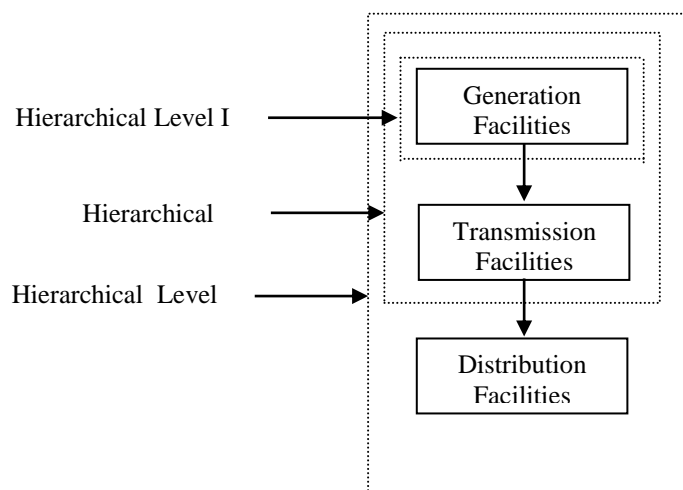 Generation
Facilities
Hierarchical Level I
Hierarchical
Transmission
Facilities
Hierarchical Level
Distribution
Facilities